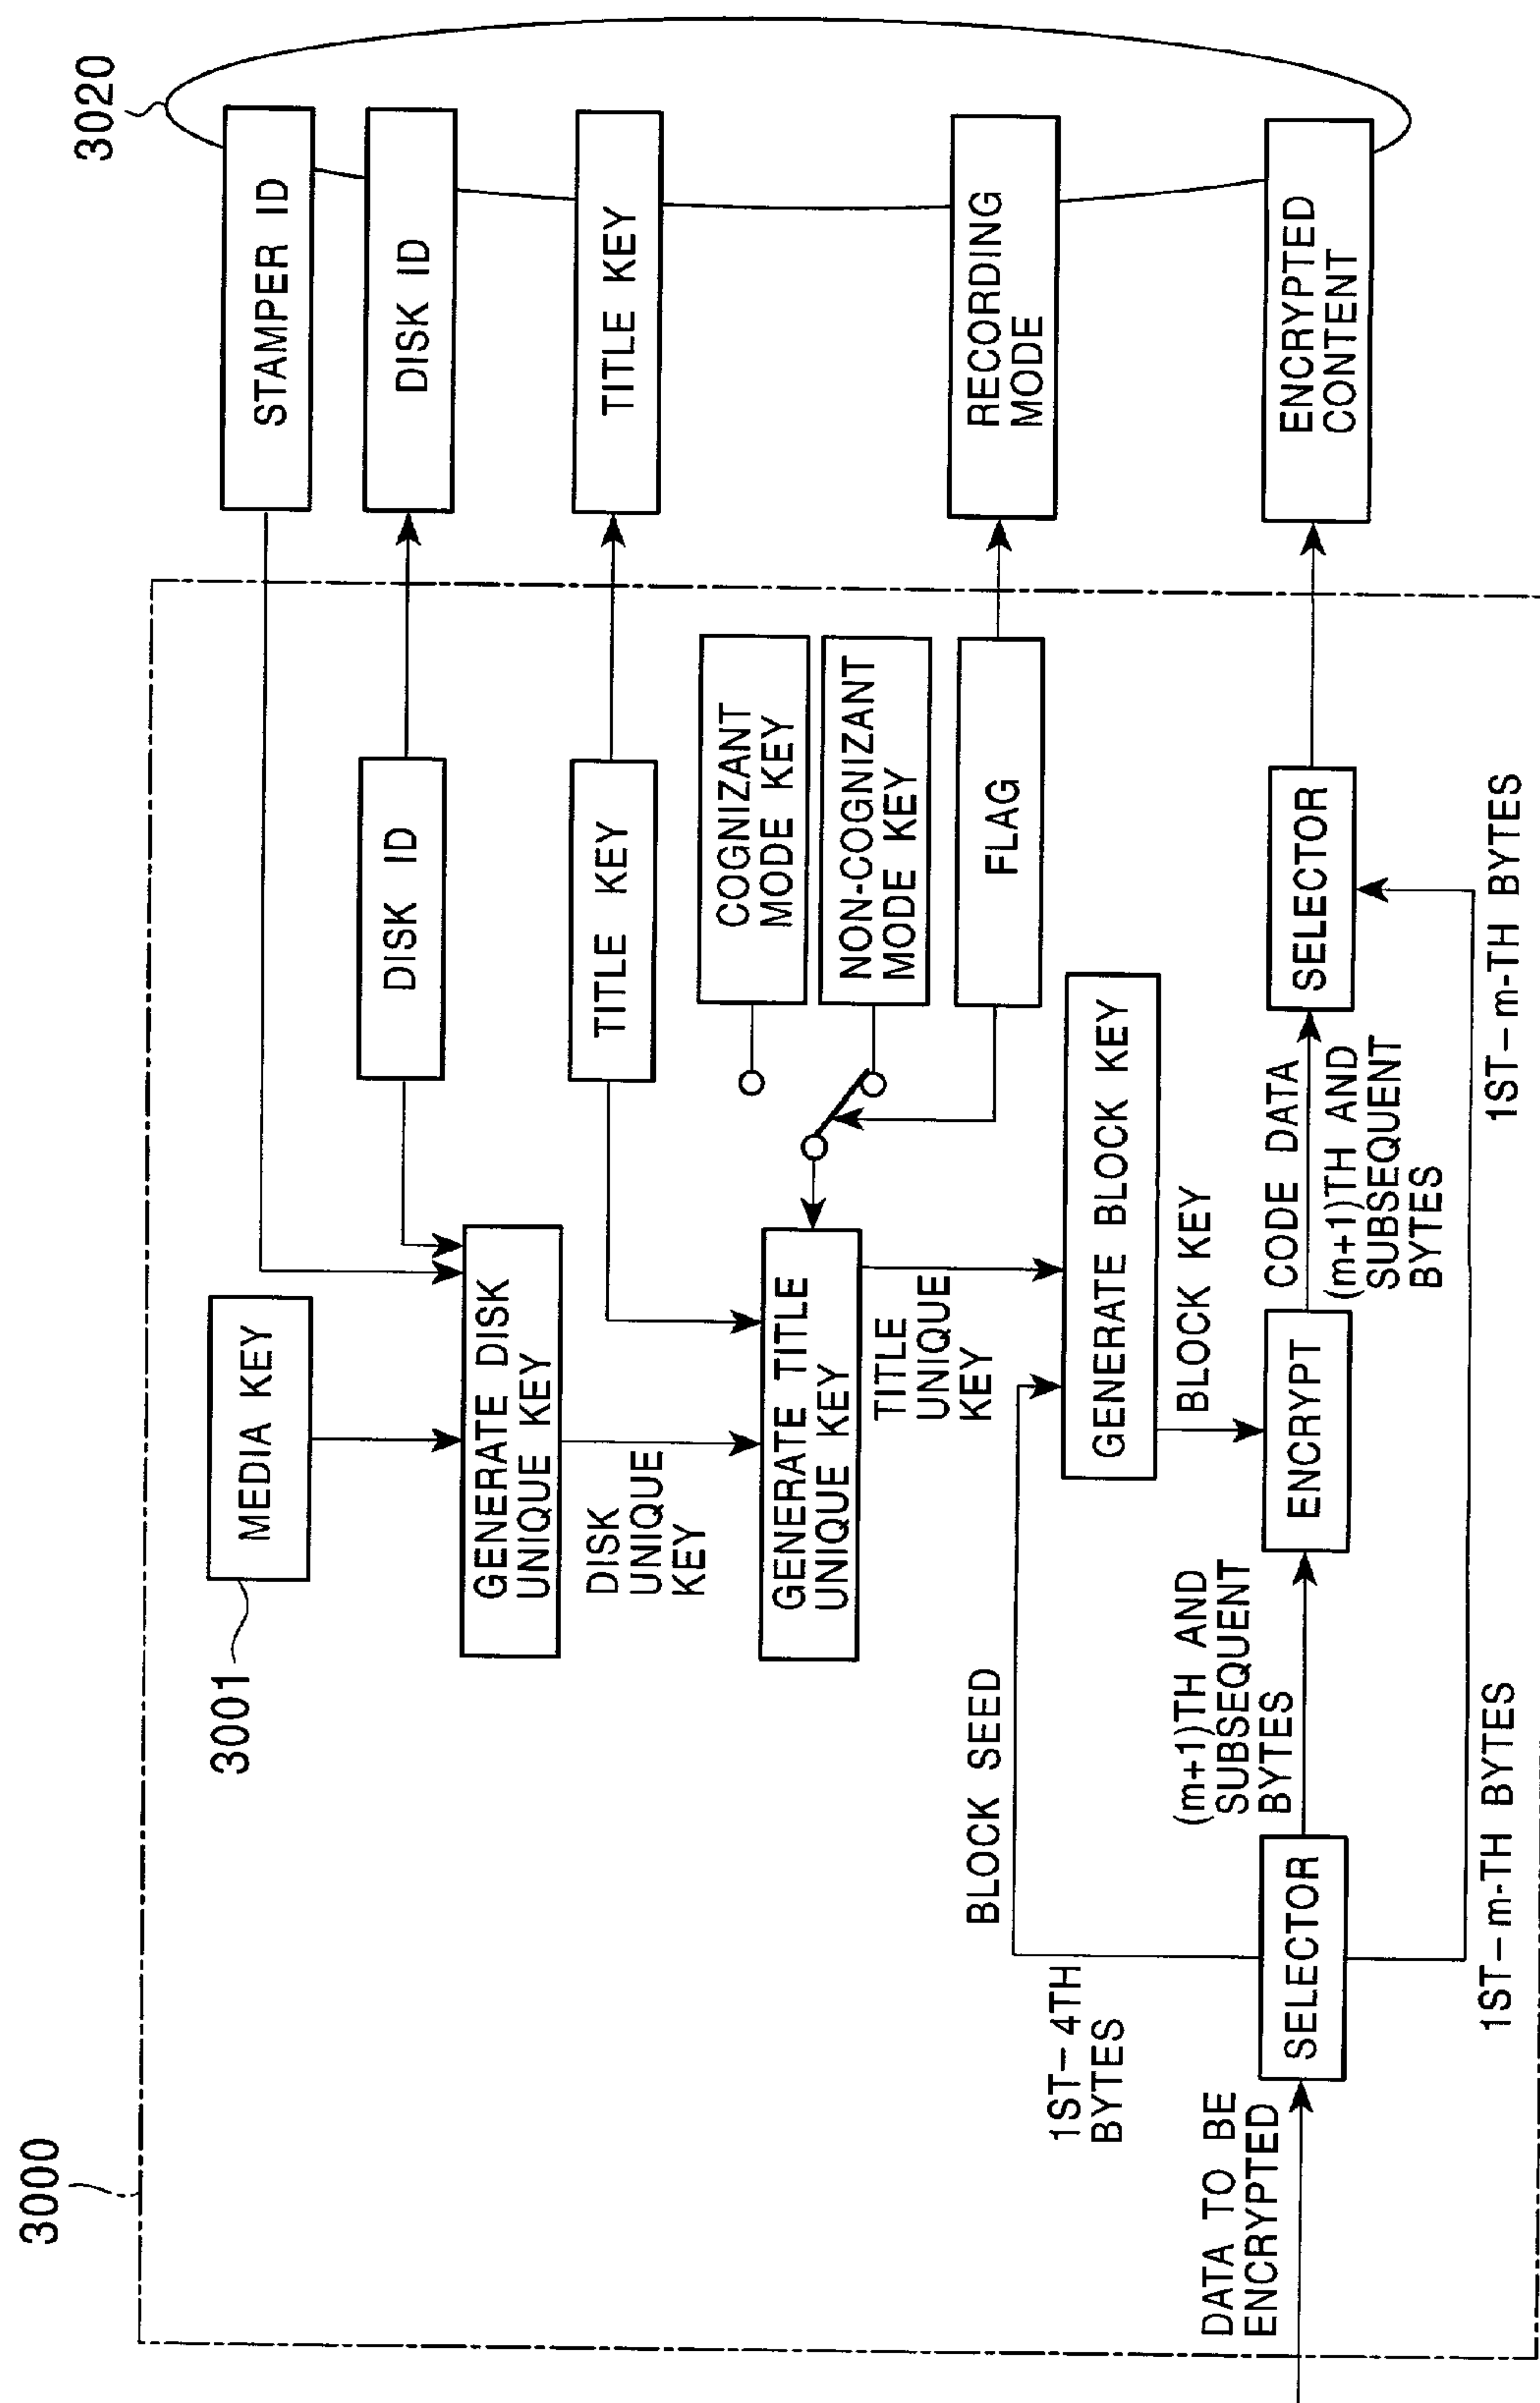 3000
3020
3001
MEDIA KEY
STAMPER ID
DISK ID
DISK ID
GENERATE DISK
UNIQUE KEY
DISK
UNIQUE
KEY
TITLE KEY
TITLE KEY
COGNIZANT
MODE KEY
NON-COGNIZANT
MODE KEY
GENERATE TITLE
UNIQUE KEY
TITLE
UNIQUE
KEY
FLAG
RECORDING
MODE
BLOCK SEED
1ST–4TH
BYTES
GENERATE BLOCK KEY
BLOCK KEY
DATA TO BE
ENCRYPTED
SELECTOR
(m+1)TH AND
SUBSEQUENT
BYTES
ENCRYPT
CODE DATA
(m+1)TH AND
SUBSEQUENT
BYTES
SELECTOR
ENCRYPTED
CONTENT
1ST–m-TH BYTES
1ST–m-TH BYTES